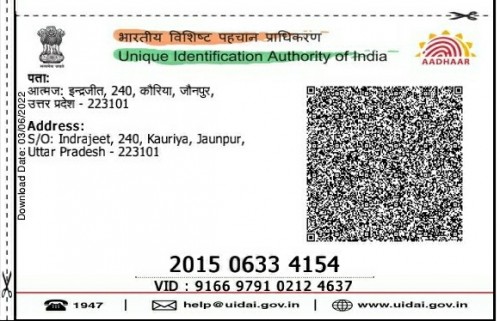 भारतीय विशिष्ट पहचान प्राधिकरण
Unique Identification Authority of India
AADHAAR
पता:
आत्मज: इन्द्रजीत, 240, कौरिया, जौनपुर,
उत्तर प्रदेश - 223101
Address:
S/O: Indrajeet, 240, Kauriya, Jaunpur,
Uttar Pradesh - 223101
Download Date: 03/06/2022
2015 0633 4154
VID : 9166 9791 0212 4637
1947 | help@uidai.gov.in | www.uidai.gov.in